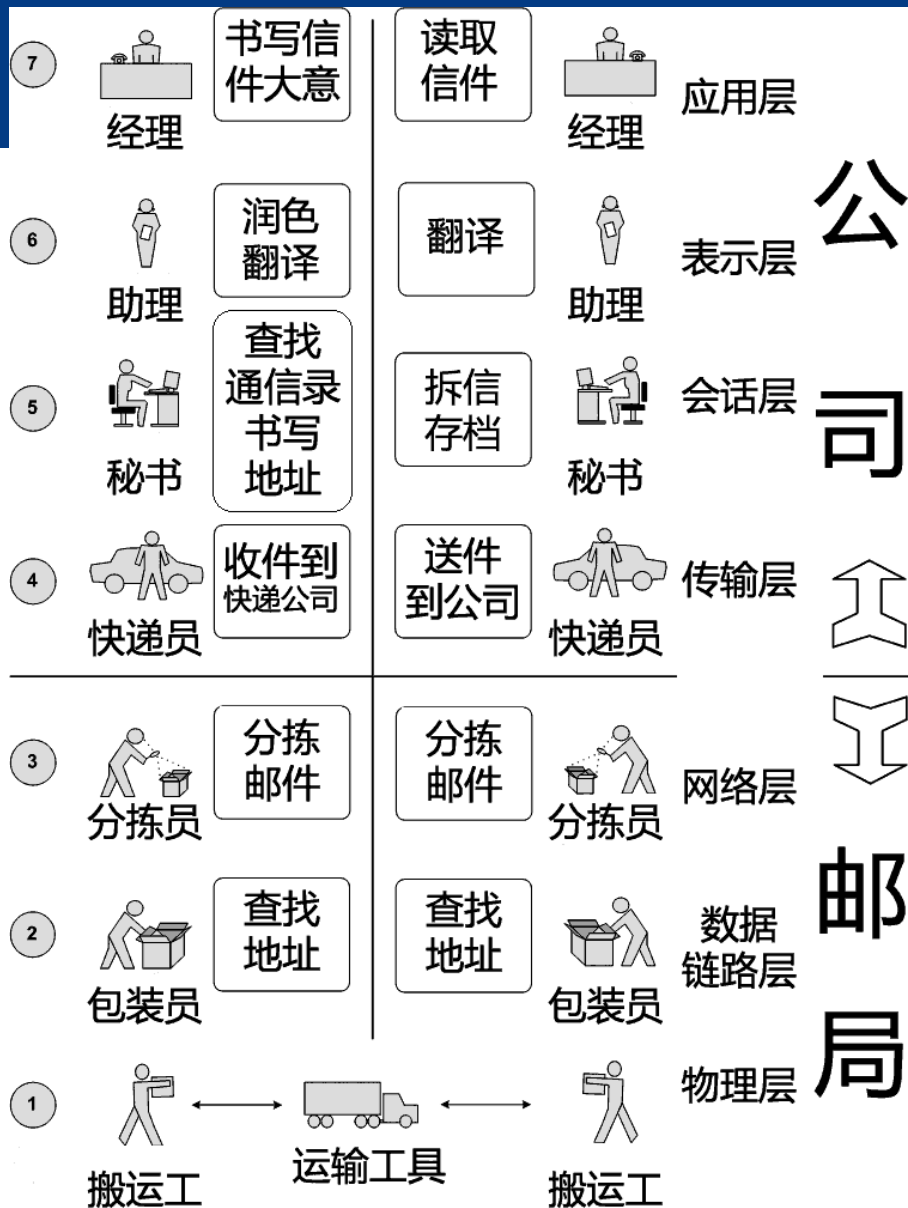 7
书写信
件大意
读取
信件
经理
经理
应用层
公
6
润色
翻译
翻译
助理
助理
表示层
5
查找
通信录
书写
地址
拆信
存档
秘书
秘书
会话层
司
4
收件到
快递公司
送件
到公司
快递员
快递员
传输层
3
分拣
邮件
分拣
邮件
分拣员
分拣员
网络层
邮
2
查找
地址
查找
地址
包装员
包装员
数据
链路层
局
1
搬运工
运输工具
搬运工
物理层